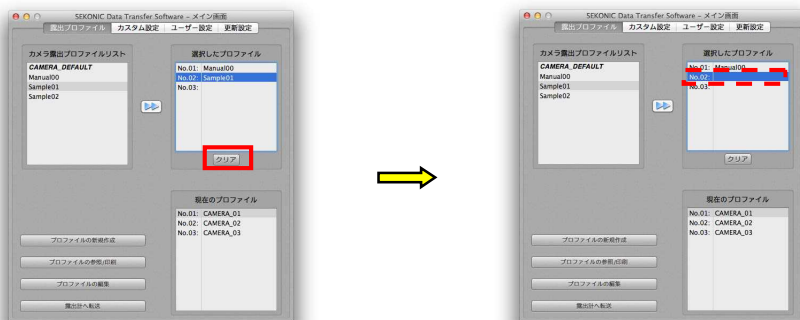 SEKONIC Data Transfer Software – メイン画面
露出プロファイル カスタム設定 ユーザー設定 更新設定
カメラ露出プロファイルリスト
CAMERA_DEFAULT
Manual00
Sample01
Sample02
選択したプロファイル
No.01: Manual00
No.02: Sample01
No.03:
クリア
現在のプロファイル
No.01: CAMERA_01
No.02: CAMERA_02
No.03: CAMERA_03
プロファイルの新規作成
プロファイルの参照/印刷
プロファイルの編集
露出計へ転送
SEKONIC Data Transfer Software – メイン画面
露出プロファイル カスタム設定 ユーザー設定 更新設定
カメラ露出プロファイルリスト
CAMERA_DEFAULT
Manual00
Sample01
Sample02
選択したプロファイル
No.01: Manual00
No.02:
No.03:
クリア
現在のプロファイル
No.01: CAMERA_01
No.02: CAMERA_02
No.03: CAMERA_03
プロファイルの新規作成
プロファイルの参照/印刷
プロファイルの編集
露出計へ転送